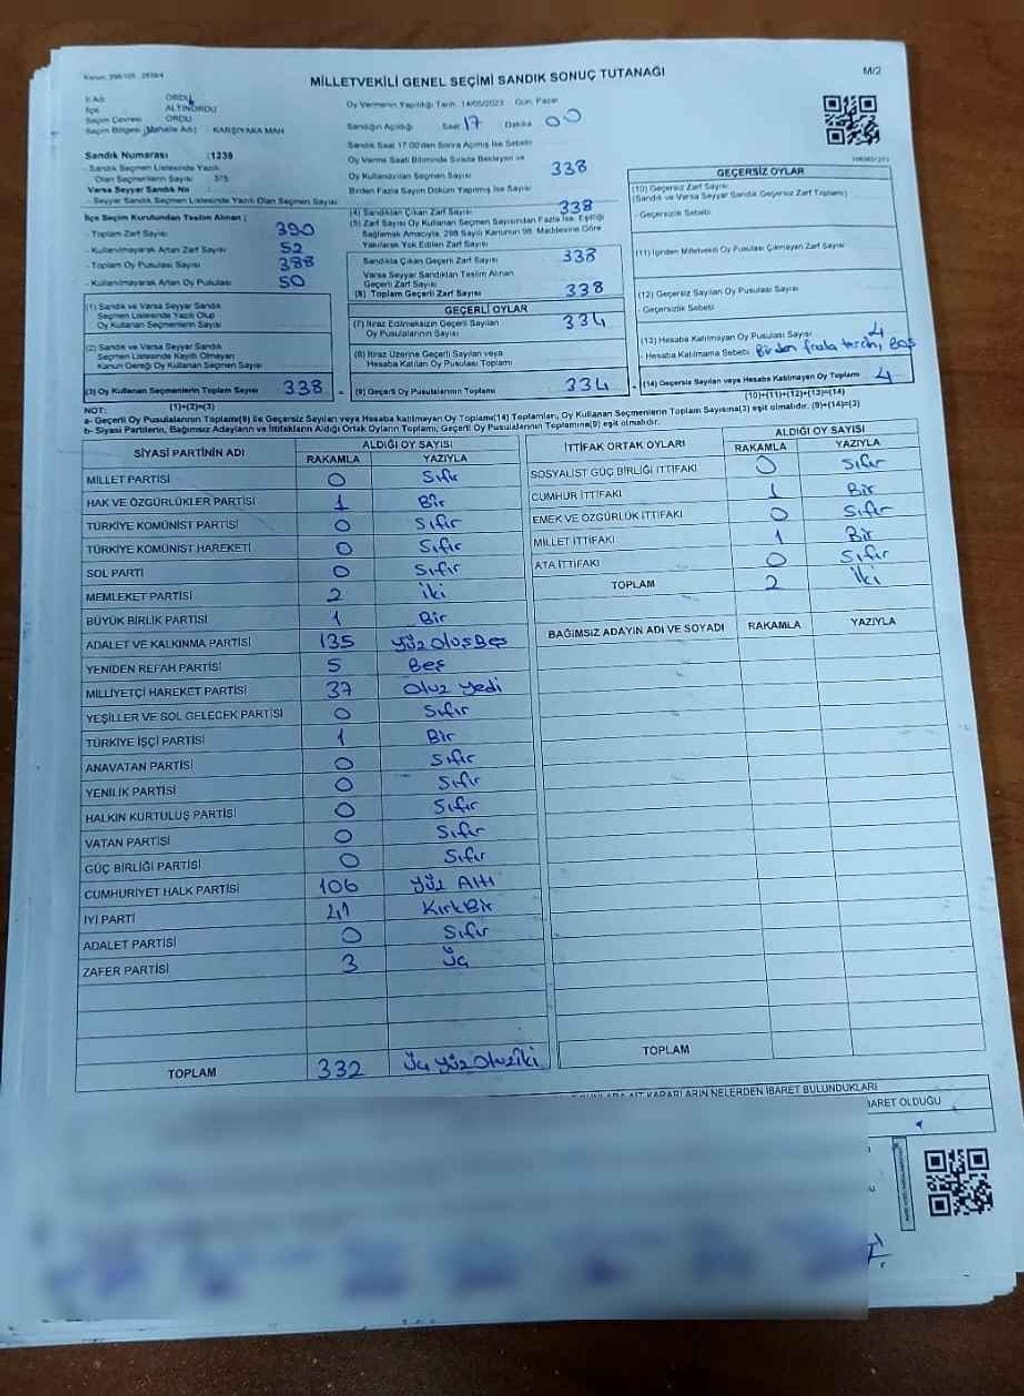 MİLLETVEKİLİ GENEL SEÇİMİ SANDIK SONUÇ TUTANAĞI
M/2
İl Adı : ORDU
İlçe : ALTINORDU
Seçim Çevresi : ORDU
Seçim Bölgesi (Mahalle Adı) : KARŞIYAKA MAH
Oy Vermenin Yapıldığı Tarih: 14/05/2023 Gün: Pazar
Sandığın Açıldığı Saat 17 Dakika 00
Sandık Saat 17:00'den Sonra Açılmış İse Sebebi
Sandık Numarası : 1239
- Sandık Seçmen Listesinde Yazılı
Olan Seçmenlerin Sayısı : 375
Varsa Seyyar Sandık No :
- Seyyar Sandık Seçmen Listesinde Yazılı Olan Seçmen Sayısı
Oy Verme Saati Bitiminde Sırada Bekleyen ve
Oy Kullandırılan Seçmen Sayısı 338
Birden Fazla Sayım Döküm Yapılmış İse Sayısı
İlçe Seçim Kurulundan Teslim Alınan ;
- Toplam Zarf Sayısı 390
- Kullanılmayarak Artan Zarf Sayısı 52
- Toplam Oy Pusulası Sayısı 388
- Kullanılmayarak Artan Oy Pusulası 50
(1) Sandık ve Varsa Seyyar Sandık
Seçmen Listesinde Yazılı Olup
Oy Kullanan Seçmenlerin Sayısı
(2) Sandık ve Varsa Seyyar Sandık
Seçmen Listesinde Kayıtlı Olmayan
Kanun Gereği Oy Kullanan Seçmen Sayısı
(3) Oy Kullanan Seçmenlerin Toplam Sayısı 338
(1)+(2)=(3)
(4) Sandıktan Çıkan Zarf Sayısı 338
(5) Zarf Sayısı Oy Kullanan Seçmen Sayısından Fazla İse, Eşitliği
Sağlamak Amacıyla, 298 Sayılı Kanunun 98. Maddesine Göre
Yakılarak Yok Edilen Zarf Sayısı
Sandıkta Çıkan Geçerli Zarf Sayısı 338
Varsa Seyyar Sandıktan Teslim Alınan
Geçerli Zarf Sayısı
(6) Toplam Geçerli Zarf Sayısı 338
GEÇERLİ OYLAR
(7) İtiraz Edilmeksizin Geçerli Sayılan
Oy Pusulalarının Sayısı 334
(8) İtiraz Üzerine Geçerli Sayılan veya
Hesaba Katılan Oy Pusulaları Toplamı
(9) Geçerli Oy Pusulalarının Toplamı 334
GEÇERSİZ OYLAR
(10) Geçersiz Zarf Sayısı
(Sandık ve Varsa Seyyar Sandık Geçersiz Zarf Toplamı)
- Geçersizlik Sebebi
(11) İçinden Milletvekili Oy Pusulası Çıkmayan Zarf Sayısı
(12) Geçersiz Sayılan Oy Pusulası Sayısı
- Geçersizlik Sebebi
(13) Hesaba Katılmayan Oy Pusulası Sayısı 4
- Hesaba Katılmama Sebebi Birden fazla tercih, Boş
(14) Geçersiz Sayılan veya Hesaba Katılmayan Oy Toplamı 4
(10)+(11)+(12)+(13)=(14)
NOT:
a- Geçerli Oy Pusulalarının Toplamı(9) ile Geçersiz Sayılan veya Hesaba katılmayan Oy Toplamı(14) Toplamları, Oy Kullanan Seçmenlerin Toplam Sayısına(3) eşit olmalıdır. (9)+(14)=(3)
b- Siyasi Partilerin, Bağımsız Adayların ve İttifakların Aldığı Ortak Oyların Toplamı, Geçerli Oy Pusulalarının Toplamına(9) eşit olmalıdır.
SİYASİ PARTİNİN ADI ALDIĞI OY SAYISI
RAKAMLA YAZIYLA
MİLLET PARTİSİ 0 Sıfır
HAK VE ÖZGÜRLÜKLER PARTİSİ 1 Bir
TÜRKİYE KOMÜNİST PARTİSİ 0 Sıfır
TÜRKİYE KOMÜNİST HAREKETİ 0 Sıfır
SOL PARTİ 0 Sıfır
MEMLEKET PARTİSİ 2 iki
BÜYÜK BİRLİK PARTİSİ 1 Bir
ADALET VE KALKINMA PARTİSİ 135 yüz otuz Beş
YENİDEN REFAH PARTİSİ 5 Beş
MİLLİYETÇİ HAREKET PARTİSİ 37 otuz yedi
YEŞİLLER VE SOL GELECEK PARTİSİ 0 Sıfır
TÜRKİYE İŞÇİ PARTİSİ 1 Bir
ANAVATAN PARTİSİ 0 Sıfır
YENİLİK PARTİSİ 0 Sıfır
HALKIN KURTULUŞ PARTİSİ 0 Sıfır
VATAN PARTİSİ 0 Sıfır
GÜÇ BİRLİĞİ PARTİSİ 0 Sıfır
CUMHURİYET HALK PARTİSİ 106 yüz Altı
İYİ PARTİ 41 Kırk Bir
ADALET PARTİSİ 0 Sıfır
ZAFER PARTİSİ 3 Üç
TOPLAM 332 Üç yüz Otuz İki
İTTİFAK ORTAK OYLARI ALDIĞI OY SAYISI
RAKAMLA YAZIYLA
SOSYALİST GÜÇ BİRLİĞİ İTTİFAKI 0 Sıfır
CUMHUR İTTİFAKI 1 Bir
EMEK VE ÖZGÜRLÜK İTTİFAKI 0 Sıfır
MİLLET İTTİFAKI 1 Bir
ATA İTTİFAKI 0 Sıfır
TOPLAM 2 İki
BAĞIMSIZ ADAYIN ADI VE SOYADI RAKAMLA YAZIYLA
TOPLAM
KARARLARIN NELERDEN İBARET BULUNDUKLARI
İBARET OLDUĞU